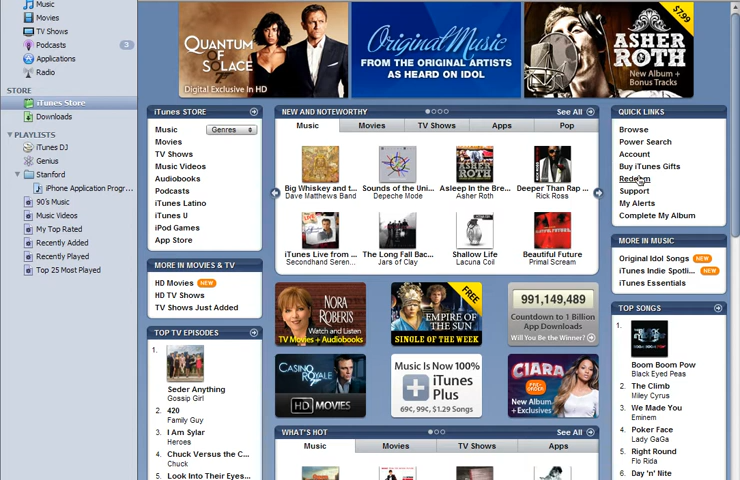 Music
Movies
TV Shows
Podcasts
3
Applications
Radio
STORE
iTunes Store
Downloads
PLAYLISTS
iTunes DJ
Genius
Stanford
iPhone Application Progr...
90's Music
Music Videos
My Top Rated
Recently Added
Recently Played
Top 25 Most Played
QUANTUM
OF
SOLACE
Digital Exclusive In HD
Original Music
FROM THE ORIGINAL
ARTISTS
AS HEARD ON IDOL
$7.99
ASHER
ROTH
New Album +
Bonus Tracks
iTunes STORE
Music
Genres
Movies
TV Shows
Music Videos
Audiobooks
Podcasts
iTunes Latino
iTunes U
iPod Games
App Store
MORE IN MOVIES & TV
HD Movies NEW
HD TV Shows
TV Shows Just Added
TOP TV EPISODES
1.
Seder Anything
Gossip Girl
2. 420
Family Guy
3. I Am Sylar
Heroes
4. Chuck Versus the C...
Chuck
5. Look Into Their Eyes...
NEW AND NOTEWORTHY
See All
Music
Movies
TV Shows
Apps
Pop
Big Whiskey and t...
Dave Matthews Band
Sounds of the Uni...
Depeche Mode
Asleep In the Bre...
Asher Roth
Deeper Than Rap ...
Rick Ross
iTunes Live from ...
Secondhand Seren...
The Long Fall Bac...
Jars of Clay
Shallow Life
Lacuna Coil
Beautiful Future
Primal Scream
NORA
ROBERTS
Watch and Listen
TV Movies + Audiobooks
FREE
EMPIRE OF
THE SUN
SINGLE OF THE WEEK
991,149,489
Countdown to 1 Billion
App Downloads
Will You Be the Winner?
CASINO
ROYALE
HD MOVIES
Music Is Now 100%
iTunes
Plus
69¢, 99¢, $1.29 Songs
CIARA
PRE-
ORDER
New Album
+ Exclusives
WHAT'S HOT
See All
Music
Movies
TV Shows
Apps
QUICK LINKS
Browse
Power Search
Account
Buy iTunes Gifts
Redeem
Support
My Alerts
Complete My Album
MORE IN MUSIC
Original Idol Songs NEW
iTunes Indie Spotli... NEW
iTunes Essentials
TOP SONGS
1.
Boom Boom Pow
Black Eyed Peas
2. The Climb
Miley Cyrus
3. We Made You
Eminem
4. Poker Face
Lady GaGa
5. Right Round
Flo Rida
6. Day 'n' Nite